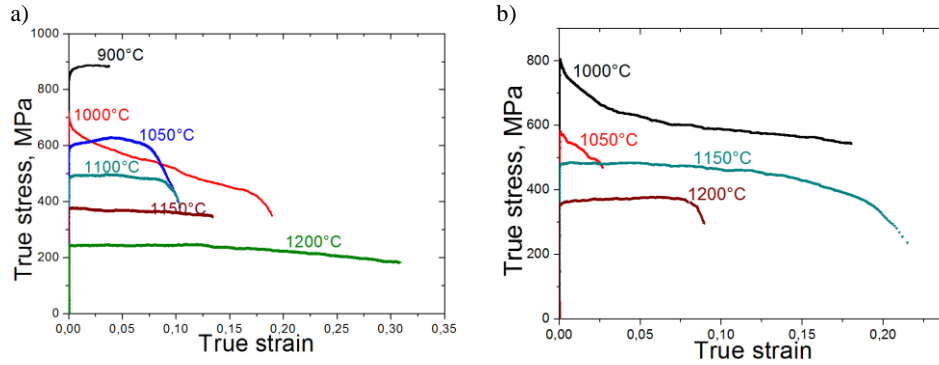 a)
1000
800
600
400
200
0
True stress, MPa
900°C
1000°C
1050°C
1100°C
1150°C
1200°C
0,00 0,05 0,10 0,15 0,20 0,25 0,30 0,35
True strain
b)
800
600
400
200
0
True stress, MPa
1000°C
1050°C
1150°C
1200°C
0,00 0,05 0,10 0,15 0,20
True strain